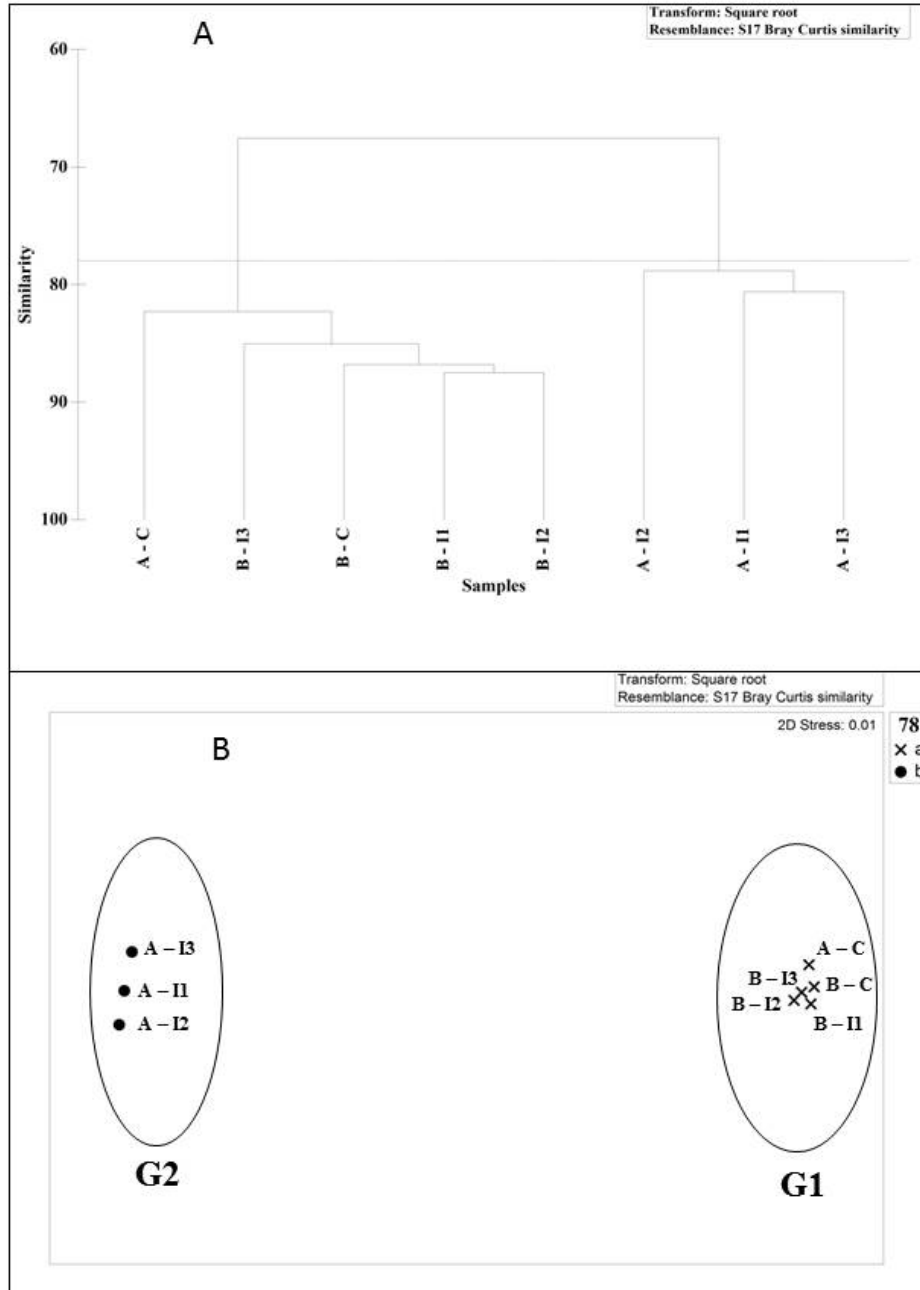 Transform: Square root
Resemblance: S17 Bray Curtis similarity
A
60
70
80
90
100
Similarity
A - C
B - I3
B - C
B - I1
B - I2
A - I2
A - I1
A - I3
Samples
Transform: Square root
Resemblance: S17 Bray Curtis similarity
2D Stress: 0.01
B
78
a
b
A – I3
A – I1
A – I2
A – C
B – I3
B – C
B – I2
B – I1
G2
G1